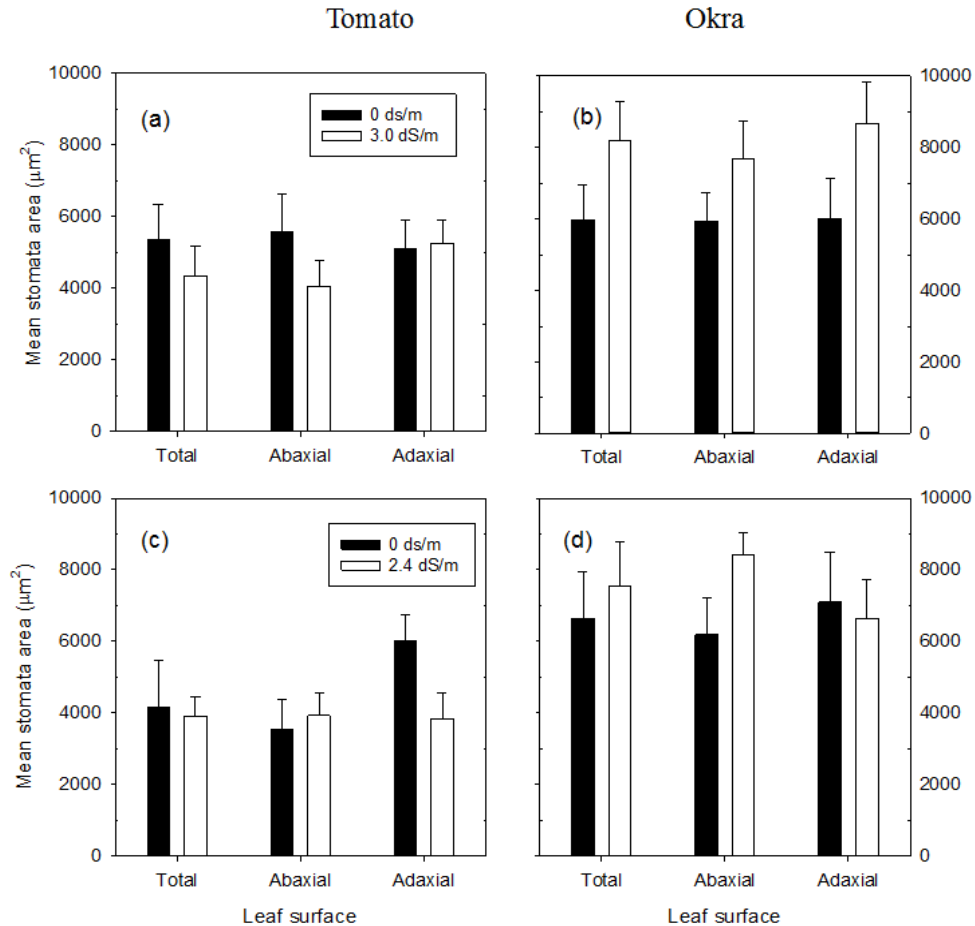 Tomato
Okra
Mean stomata area (μm²)
10000
8000
6000
4000
2000
0
(a)
0 ds/m
3.0 dS/m
Total
Abaxial
Adaxial
(b)
10000
8000
6000
4000
2000
0
Total
Abaxial
Adaxial
Mean stomata area (μm²)
10000
8000
6000
4000
2000
0
(c)
0 ds/m
2.4 dS/m
Total
Abaxial
Adaxial
Leaf surface
(d)
10000
8000
6000
4000
2000
0
Total
Abaxial
Adaxial
Leaf surface